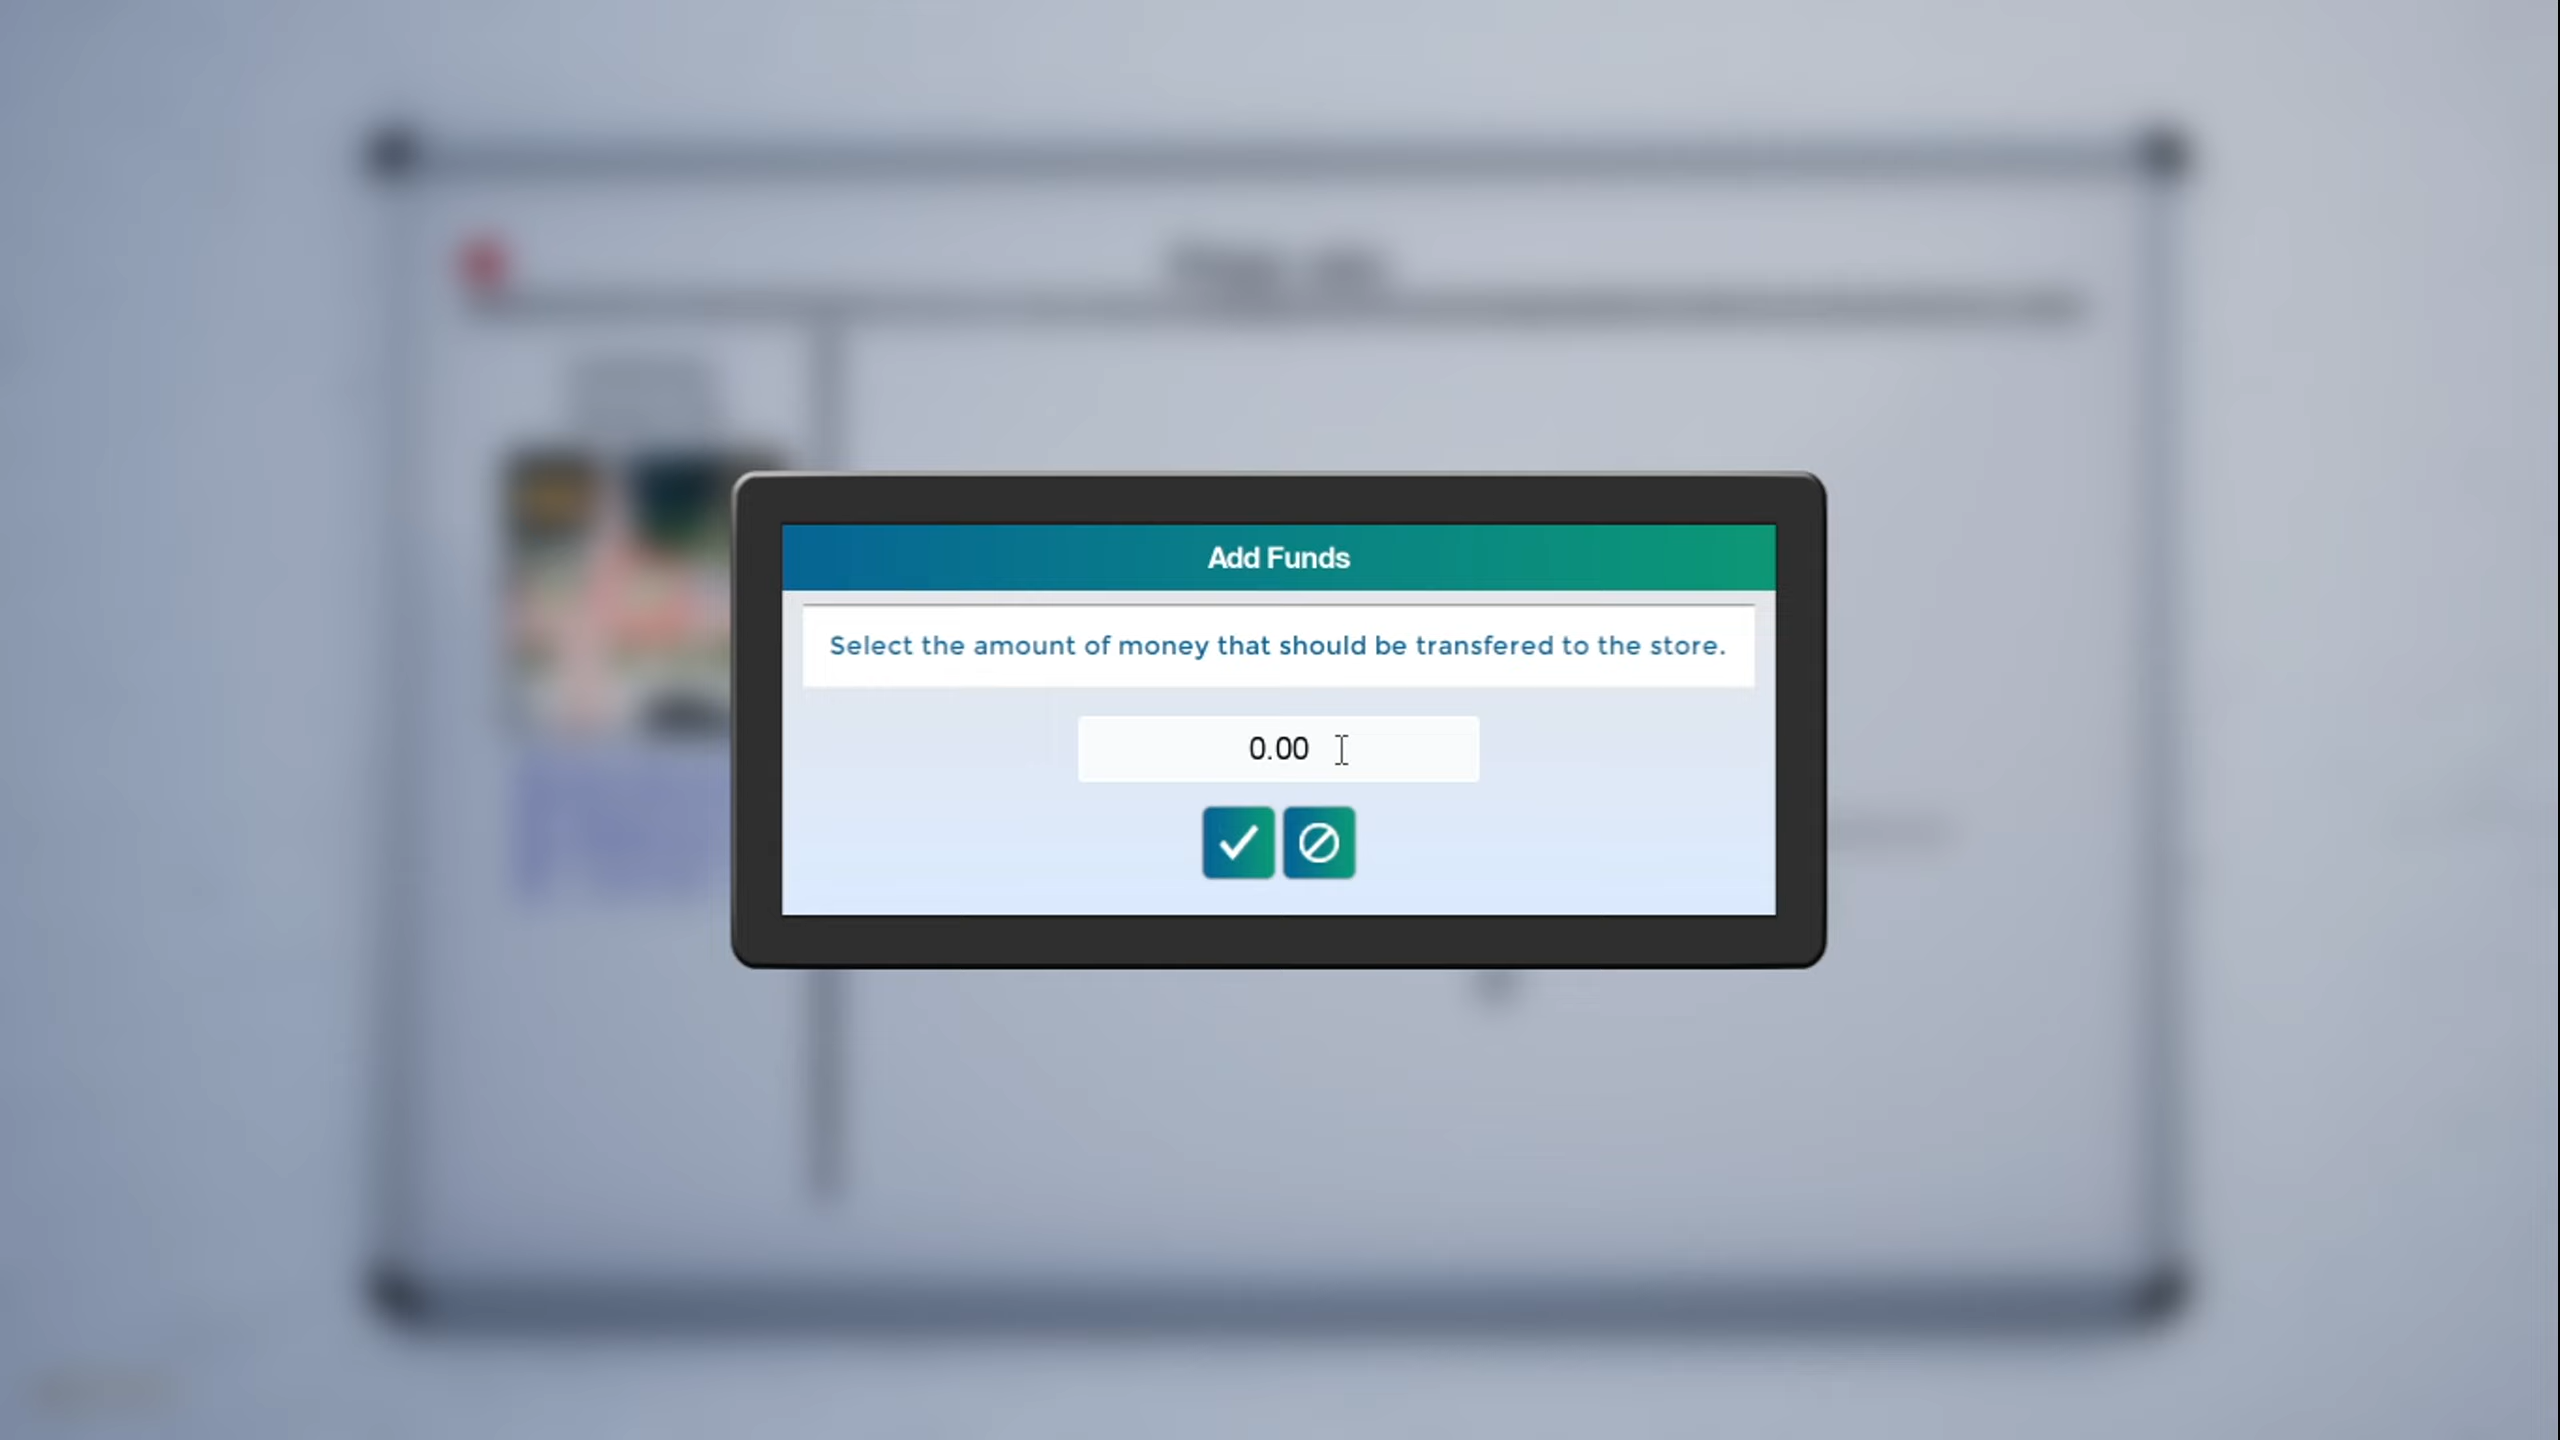 Add Funds
Select the amount of money that should be transfered to the store.
0.00